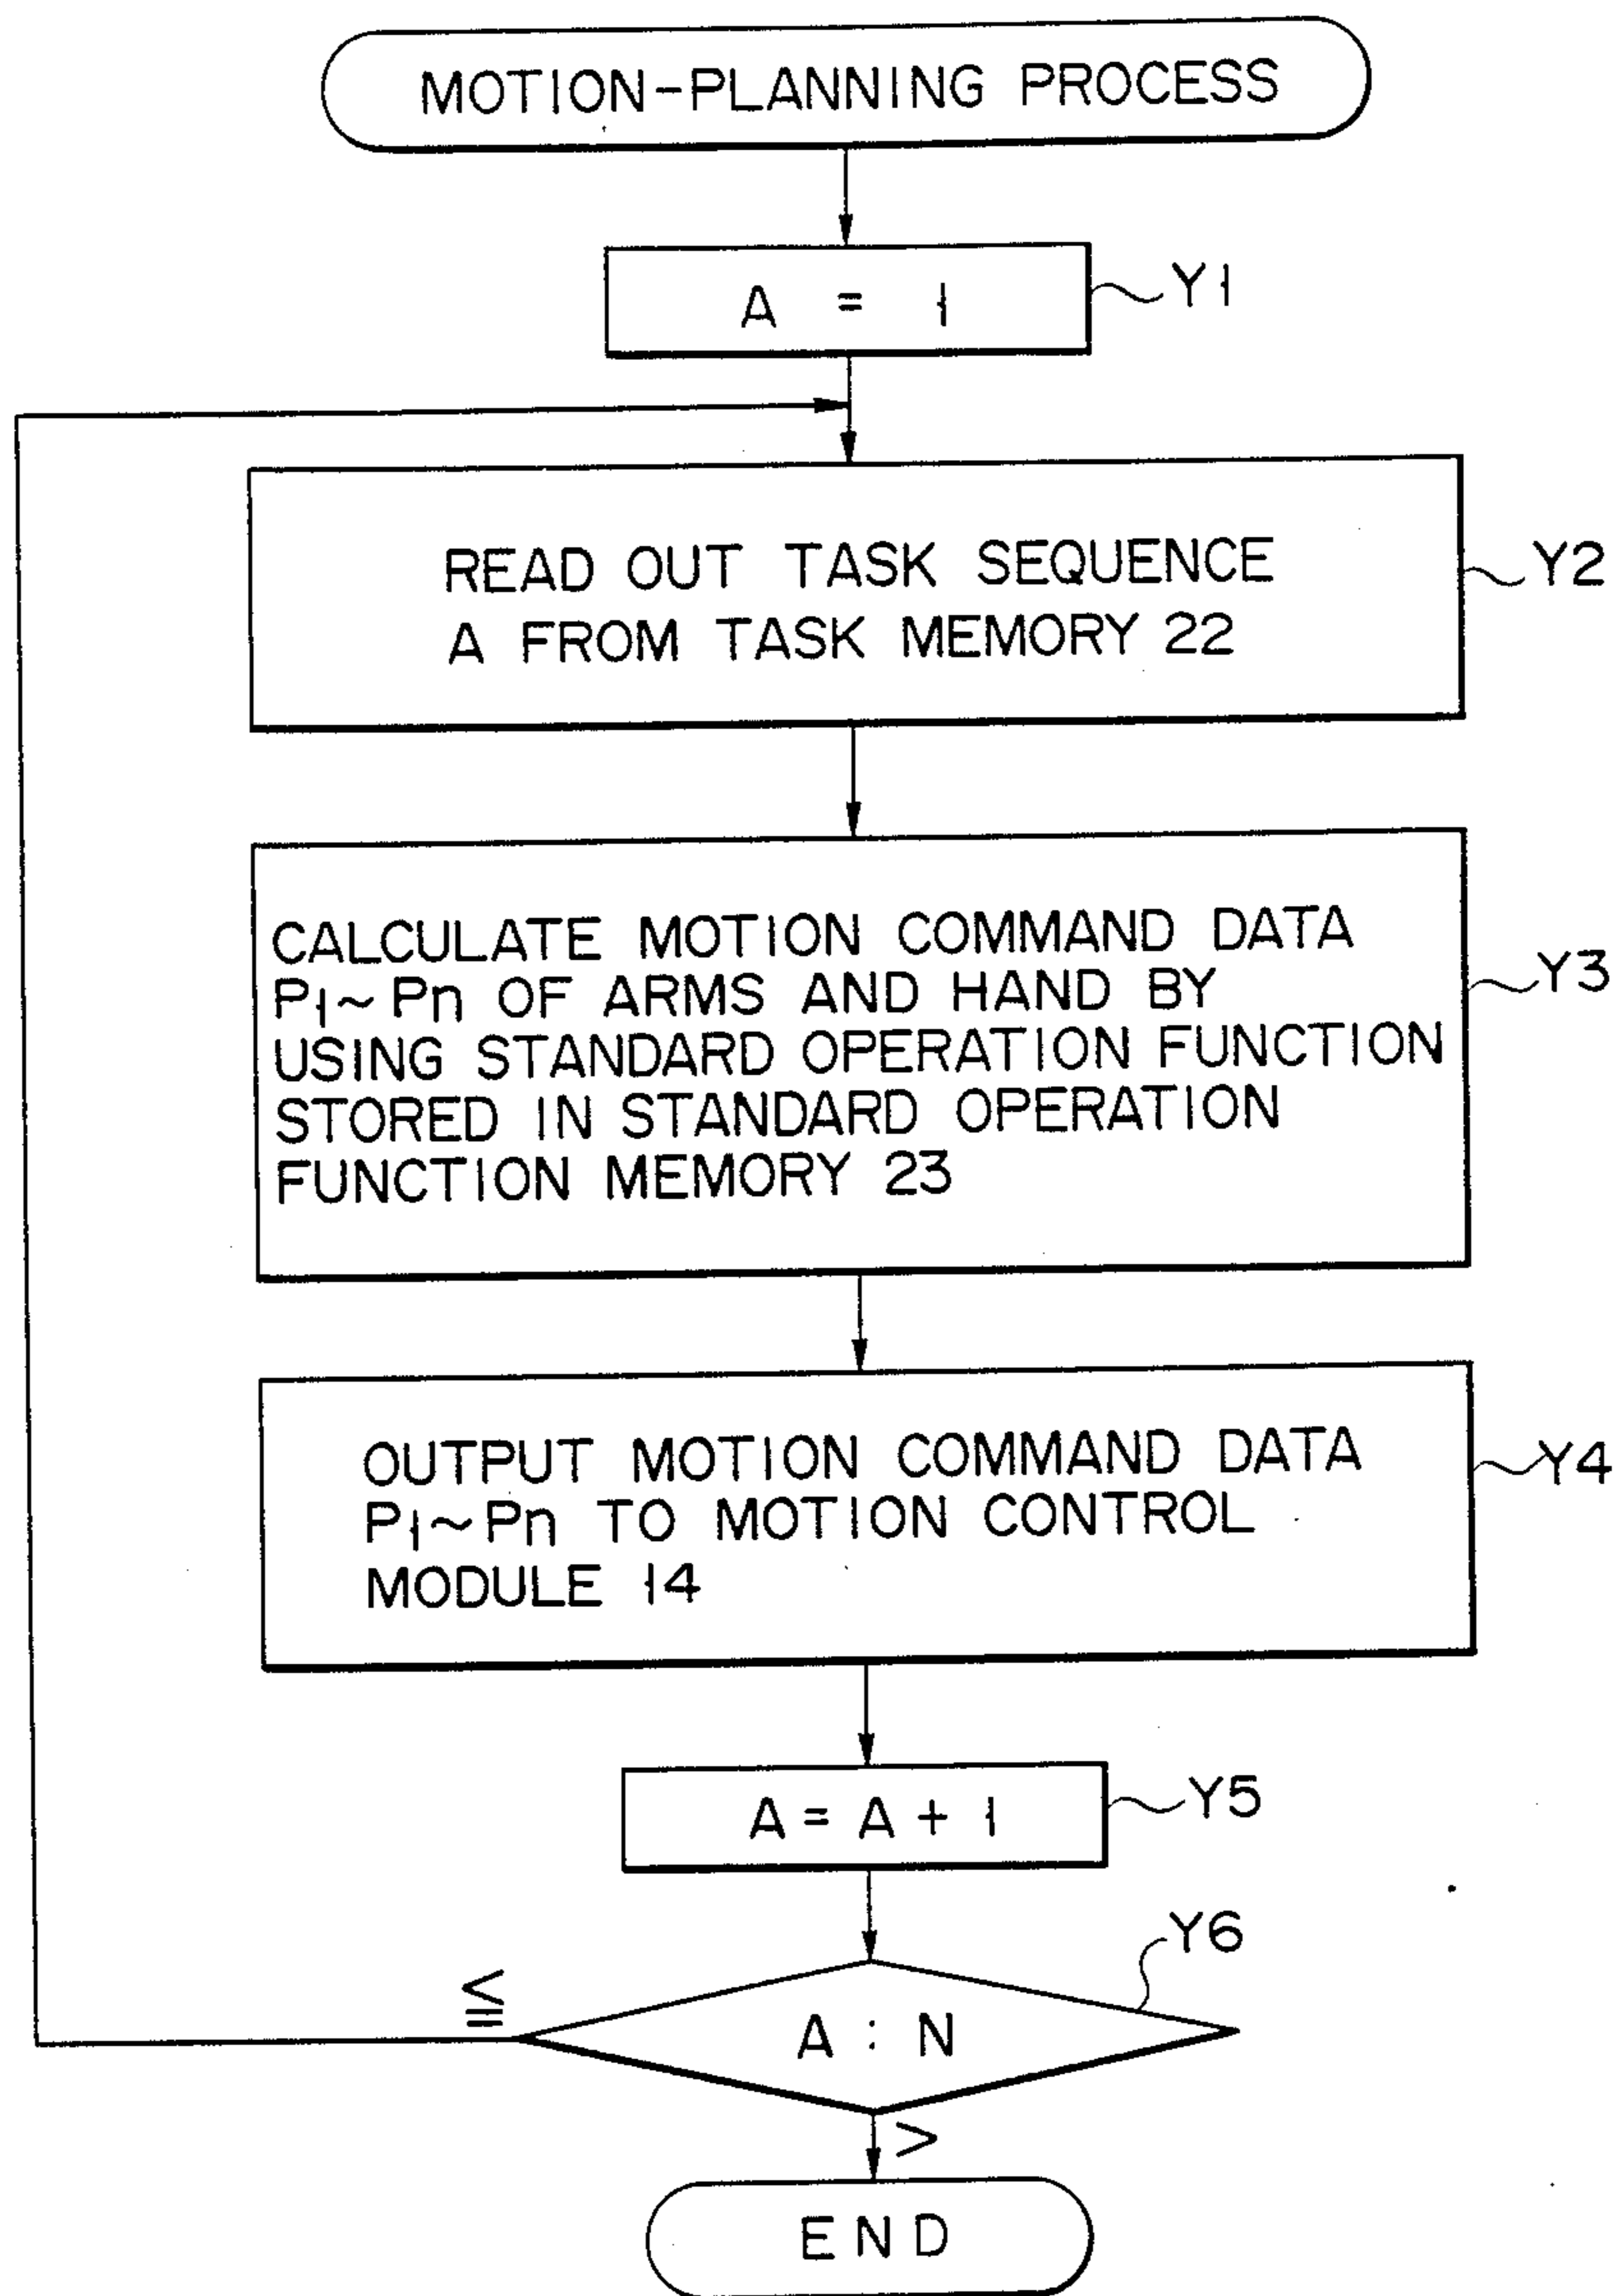 MOTION-PLANNING PROCESS
A = 1
Y1
READ OUT TASK SEQUENCE
A FROM TASK MEMORY 22
Y2
CALCULATE MOTION COMMAND DATA
P1~Pn OF ARMS AND HAND BY
USING STANDARD OPERATION FUNCTION
STORED IN STANDARD OPERATION
FUNCTION MEMORY 23
Y3
OUTPUT MOTION COMMAND DATA
P1~Pn TO MOTION CONTROL
MODULE 14
Y4
A = A + 1
Y5
Y6
≦
A : N
>
END